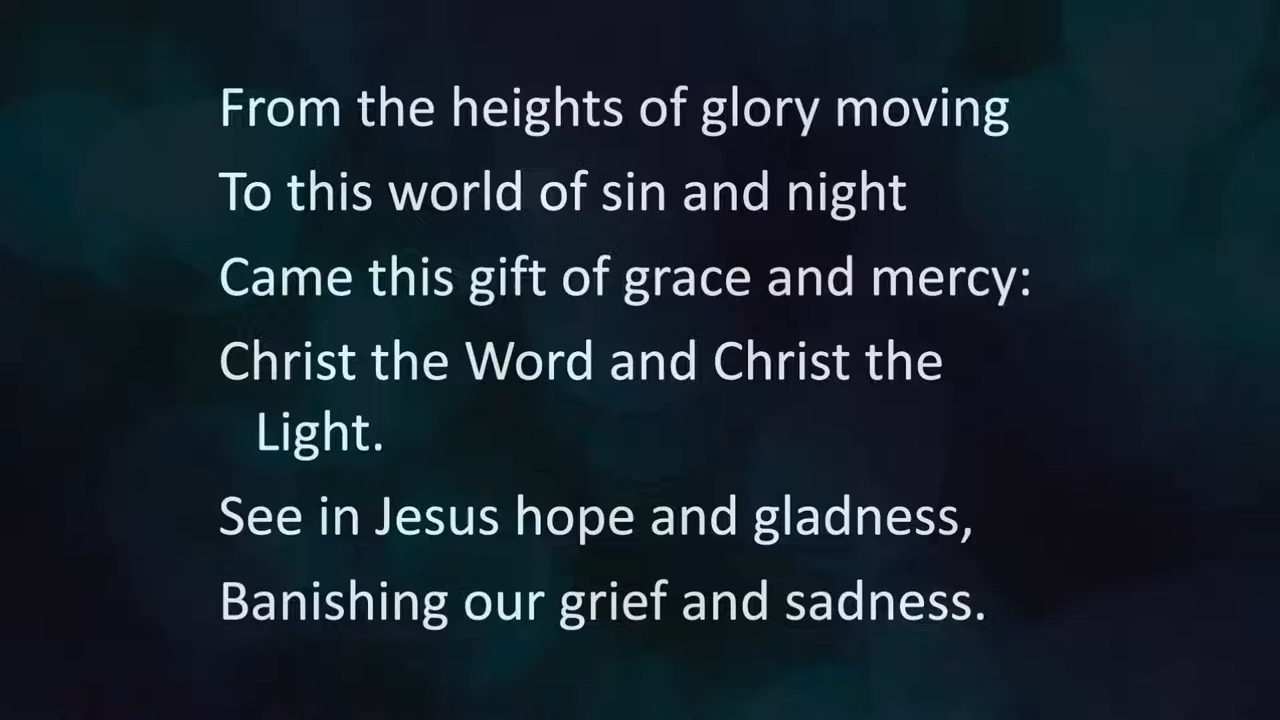 From the heights of glory moving
To this world of sin and night
Came this gift of grace and mercy:
Christ the Word and Christ the
Light.
See in Jesus hope and gladness,
Banishing our grief and sadness.